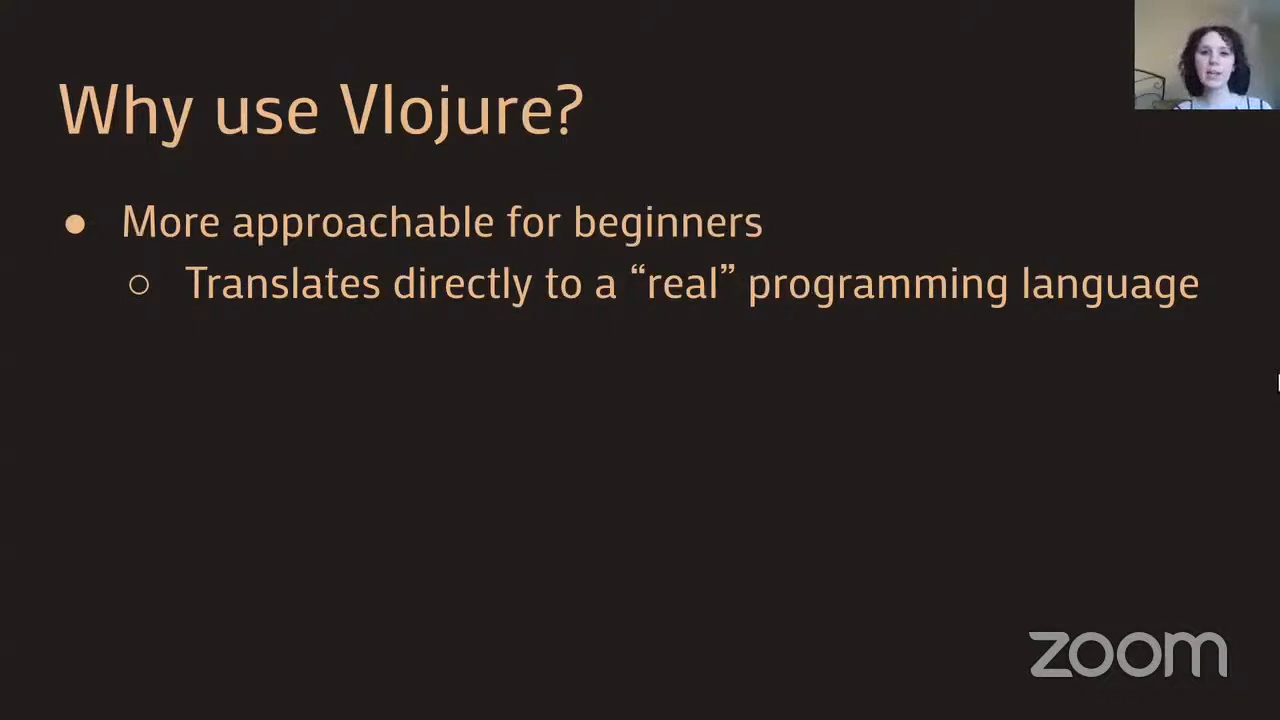 Why use Vlojure?
● More approachable for beginners
○ Translates directly to a “real” programming language
zoom